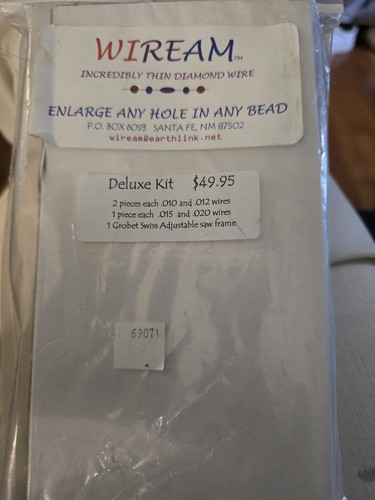 WIREAM TM
INCREDIBLY THIN DIAMOND WIRE
ENLARGE ANY HOLE IN ANY BEAD
P.O. BOX 6093 SANTA FE, NM 87502
wiream@earthlink.net
Deluxe Kit $49.95
2 pieces each .010 and .012 wires
1 piece each .015 and .020 wires
1 Grobet Swiss Adjustable saw frame